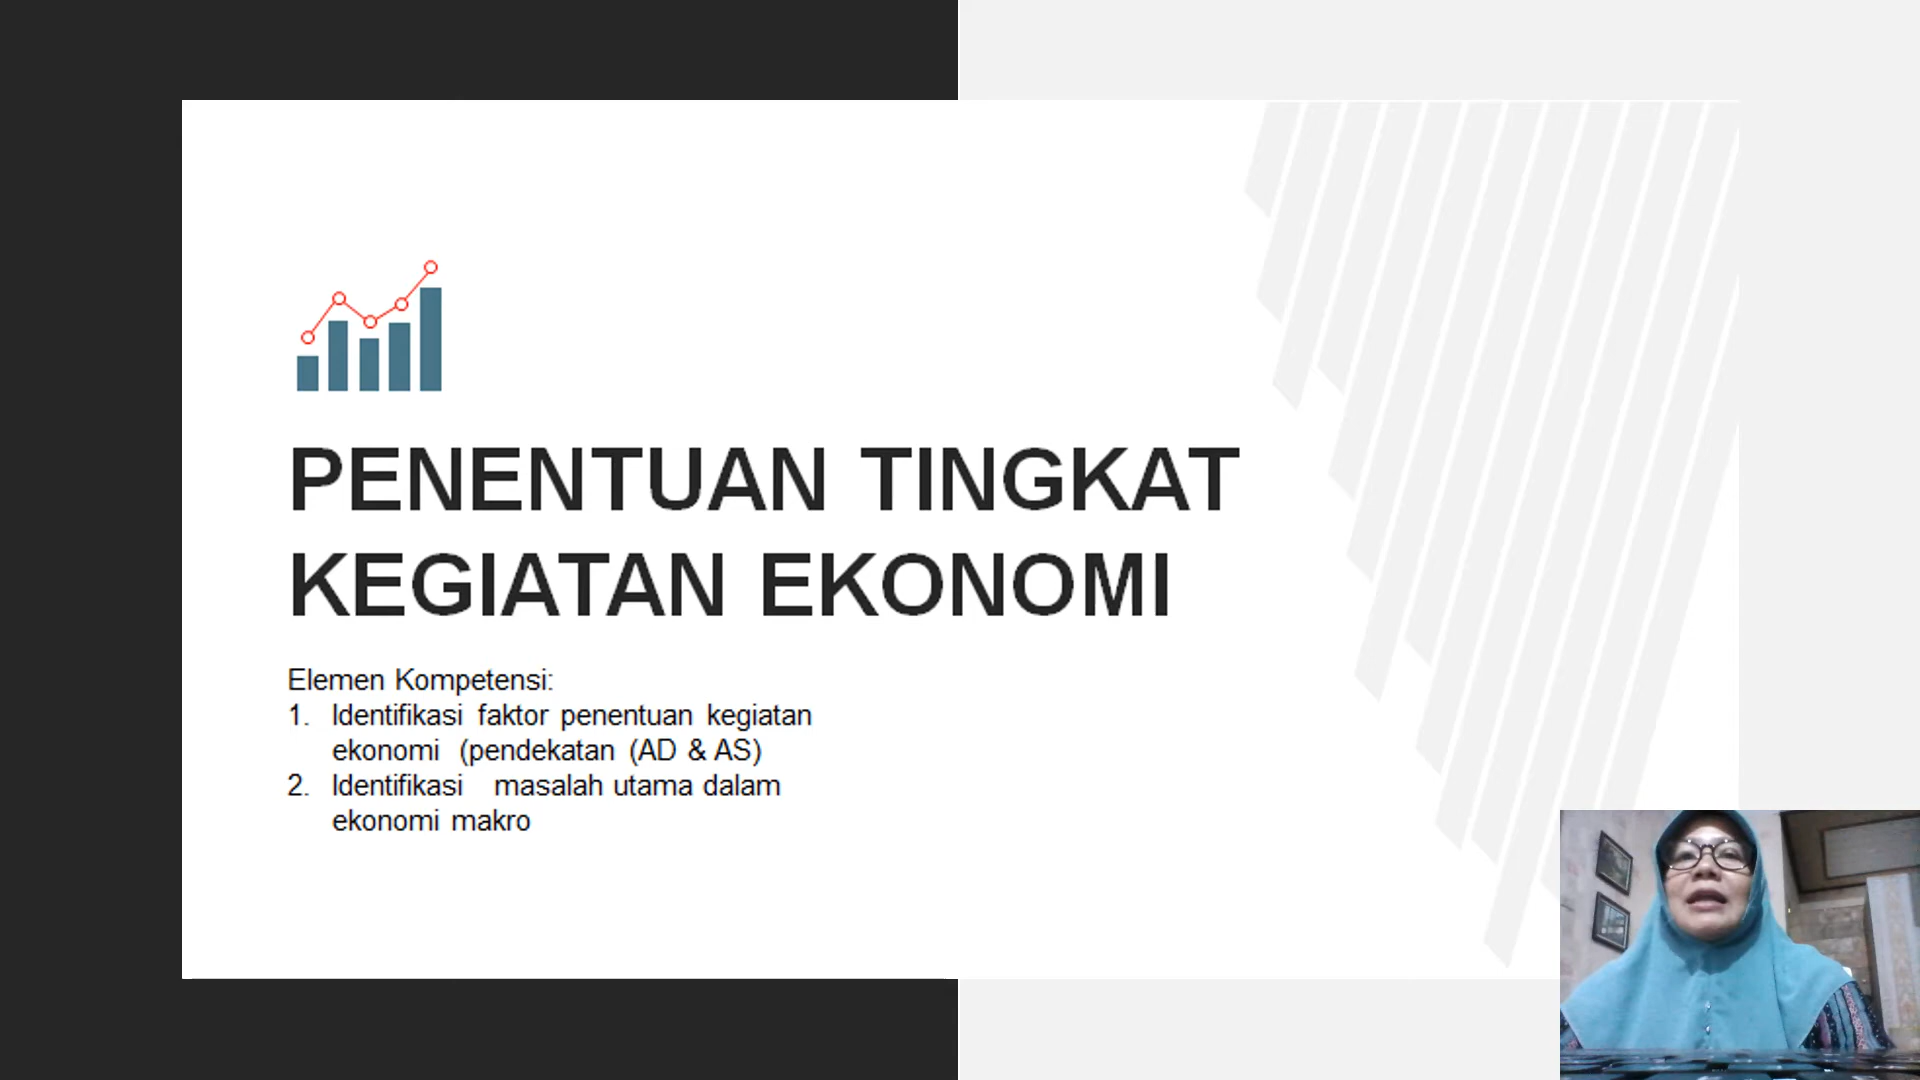 PENENTUAN TINGKAT
KEGIATAN EKONOMI
Elemen Kompetensi:
1. Identifikasi faktor penentuan kegiatan
ekonomi (pendekatan (AD & AS)
2. Identifikasi masalah utama dalam
ekonomi makro